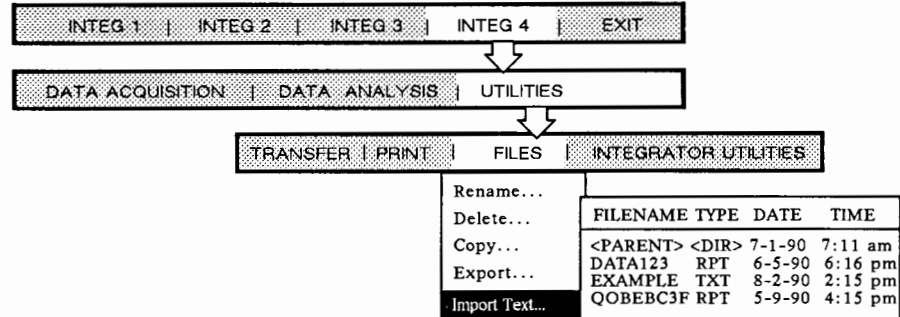 INTEG 1 | INTEG 2 | INTEG 3 | INTEG 4 | EXIT
DATA ACQUISITION | DATA ANALYSIS | UTILITIES
TRANSFER | PRINT | FILES | INTEGRATOR UTILITIES
Rename...
Delete...
Copy...
Export...
Import Text...
FILENAME TYPE DATE TIME
<PARENT> <DIR> 7-1-90 7:11 am
DATA123 RPT 6-5-90 6:16 pm
EXAMPLE TXT 8-2-90 2:15 pm
QOBEBC3F RPT 5-9-90 4:15 pm